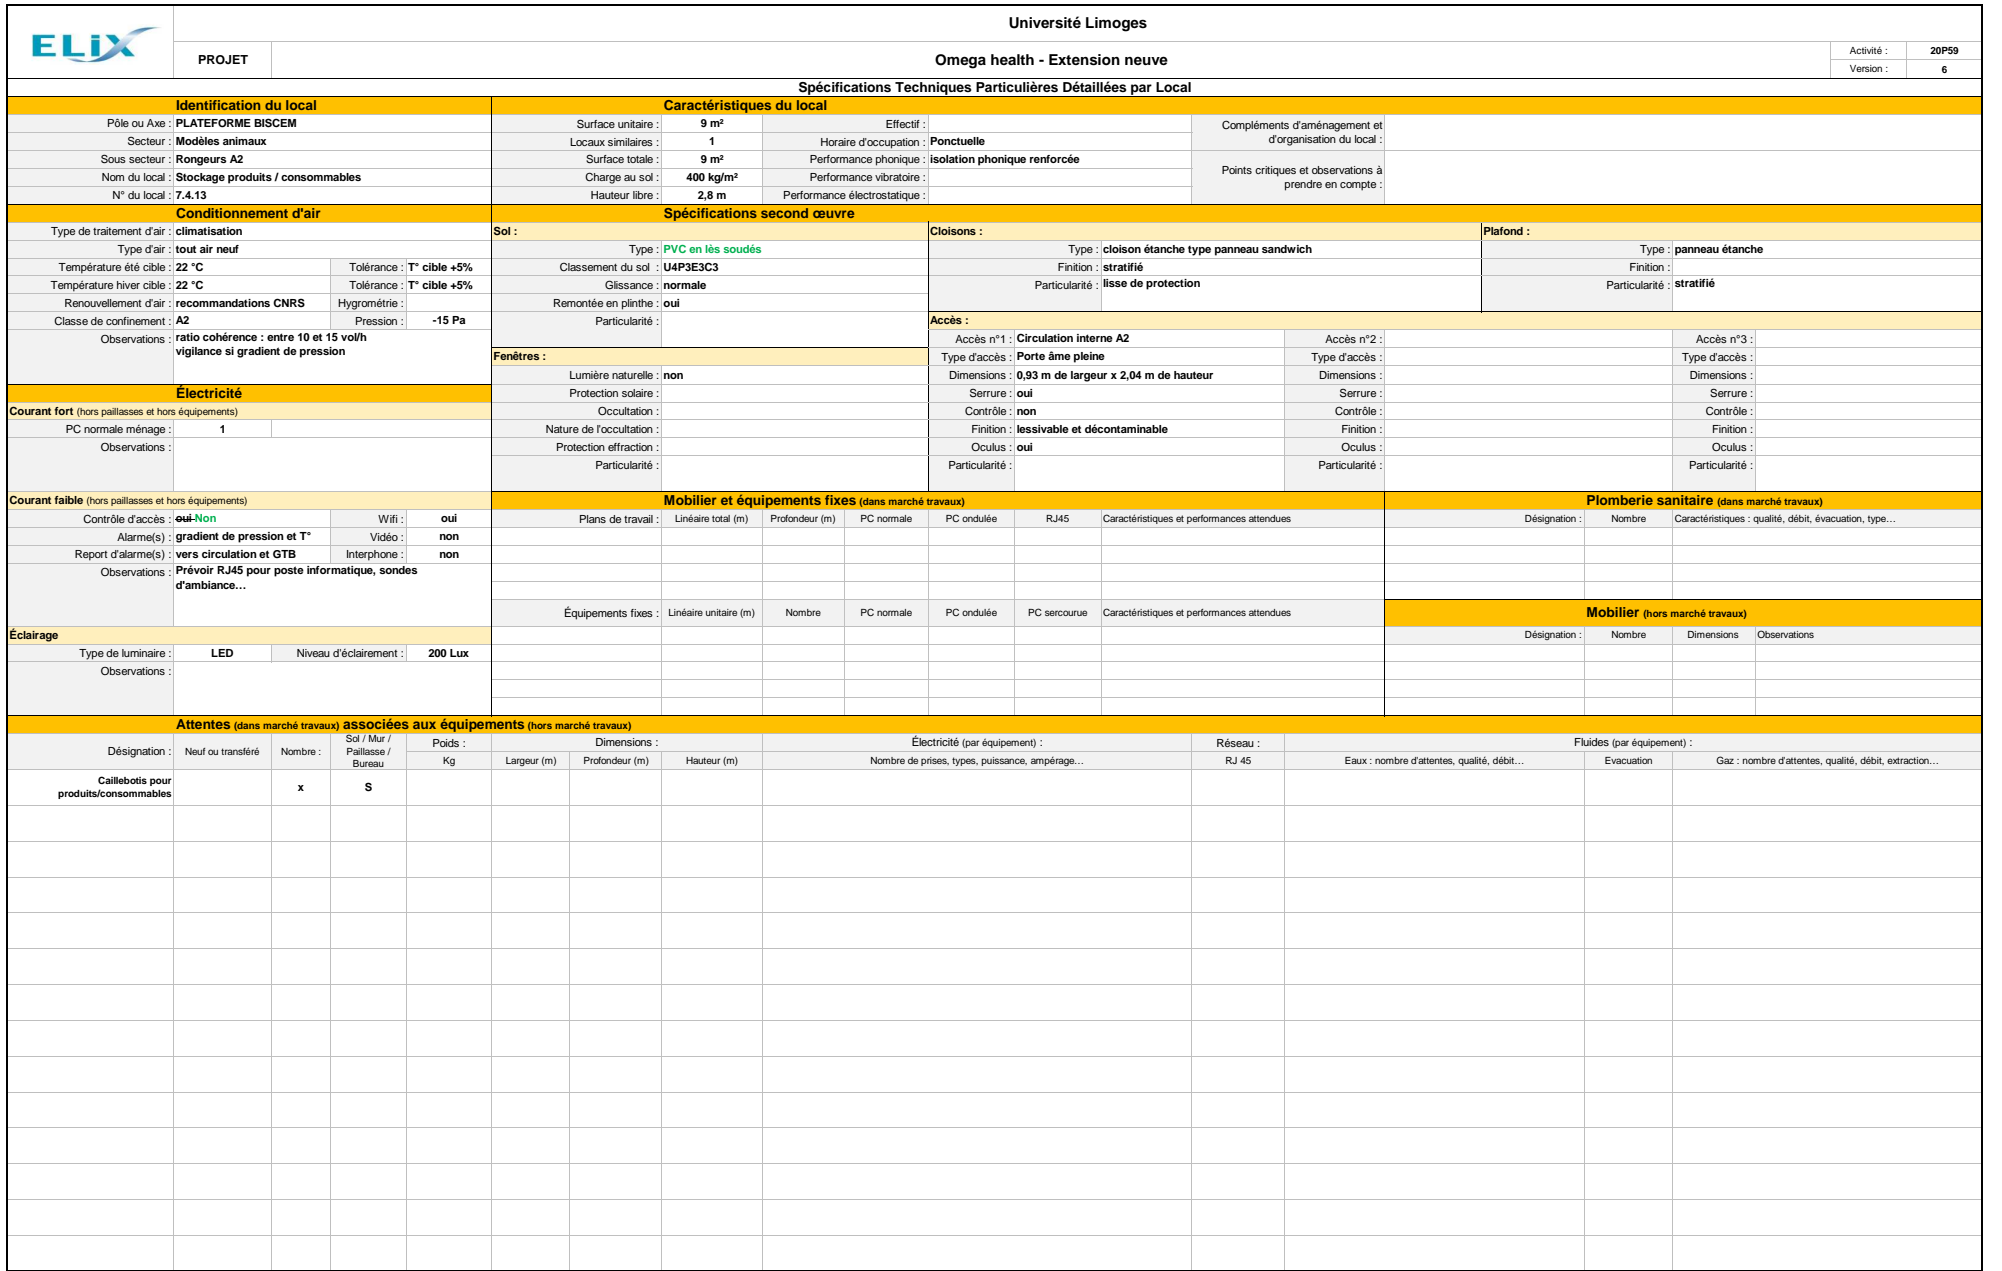 ELiX
Université Limoges
PROJET
Omega health - Extension neuve
Activité : 20P59
Version : 6
Spécifications Techniques Particulières Détaillées par Local
Identification du local
Pôle ou Axe : PLATEFORME BISCEM
Secteur : Modèles animaux
Sous secteur : Rongeurs A2
Nom du local : Stockage produits / consommables
N° du local : 7.4.13
Caractéristiques du local
Surface unitaire : 9 m² Effectif :
Locaux similaires : 1 Horaire d'occupation : Ponctuelle
Surface totale : 9 m² Performance phonique : isolation phonique renforcée
Charge au sol : 400 kg/m² Performance vibratoire :
Hauteur libre : 2,8 m Performance électrostatique :
Compléments d'aménagement et
d'organisation du local :
Points critiques et observations à
prendre en compte :
Conditionnement d'air
Type de traitement d'air : climatisation
Type d'air : tout air neuf
Température été cible : 22 °C Tolérance : T° cible +5%
Température hiver cible : 22 °C Tolérance : T° cible +5%
Renouvellement d'air : recommandations CNRS Hygrométrie :
Classe de confinement : A2 Pression : -15 Pa
Observations : ratio cohérence : entre 10 et 15 vol/h
vigilance si gradient de pression
Spécifications second œuvre
Sol :
Type : PVC en lès soudés
Classement du sol : U4P3E3C3
Glissance : normale
Remontée en plinthe : oui
Particularité :
Cloisons :
Type : cloison étanche type panneau sandwich
Finition : stratifié
Particularité : lisse de protection
Plafond :
Type : panneau étanche
Finition :
Particularité : stratifié
Fenêtres :
Lumière naturelle : non
Protection solaire :
Occultation :
Nature de l'occultation :
Protection effraction :
Particularité :
Accès :
Accès n°1 : Circulation interne A2 Accès n°2 : Accès n°3 :
Type d'accès : Porte âme pleine Type d'accès : Type d'accès :
Dimensions : 0,93 m de largeur x 2,04 m de hauteur Dimensions : Dimensions :
Serrure : oui Serrure : Serrure :
Contrôle : non Contrôle : Contrôle :
Finition : lessivable et décontaminable Finition : Finition :
Oculus : oui Oculus : Oculus :
Particularité : Particularité : Particularité :
Électricité
Courant fort (hors paillasses et hors équipements)
PC normale ménage : 1
Observations :
Courant faible (hors paillasses et hors équipements)
Contrôle d'accès : oui Non Wifi : oui
Alarme(s) : gradient de pression et T° Vidéo : non
Report d'alarme(s) : vers circulation et GTB Interphone : non
Observations : Prévoir RJ45 pour poste informatique, sondes
d'ambiance…
Éclairage
Type de luminaire : LED Niveau d'éclairement : 200 Lux
Observations :
Mobilier et équipements fixes (dans marché travaux)
Plans de travail : Linéaire total (m) Profondeur (m) PC normale PC ondulée RJ45 Caractéristiques et performances attendues
Équipements fixes : Linéaire unitaire (m) Nombre PC normale PC ondulée PC sercourue Caractéristiques et performances attendues
Plomberie sanitaire (dans marché travaux)
Désignation : Nombre Caractéristiques : qualité, débit, évacuation, type…
Mobilier (hors marché travaux)
Désignation : Nombre Dimensions Observations
Attentes (dans marché travaux) associées aux équipements (hors marché travaux)
Désignation : Neuf ou transféré Nombre :
Sol / Mur /
Paillasse /
Bureau
Poids : Dimensions : Électricité (par équipement) : Réseau : Fluides (par équipement) :
Kg Largeur (m) Profondeur (m) Hauteur (m) Nombre de prises, types, puissance, ampérage… RJ 45 Eaux : nombre d'attentes, qualité, débit… Evacuation Gaz : nombre d'attentes, qualité, débit, extraction…
Caillebotis pour
produits/consommables
x S